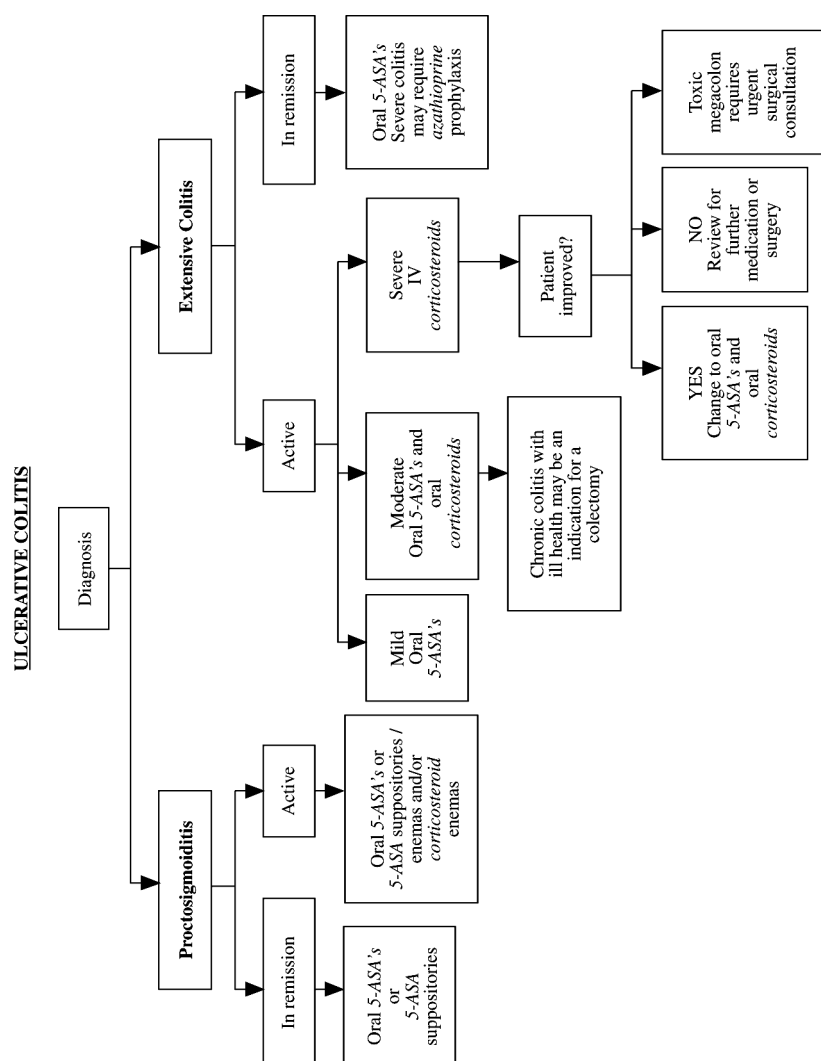 ULCERATIVE COLITIS
Diagnosis
Proctosigmoiditis
Extensive Colitis
In remission
Active
Active
In remission
Oral 5-ASA's
or
5-ASA
suppositories
Oral 5-ASA's or
5-ASA suppositories /
enemas and/or
corticosteroid
enemas
Mild
Oral
5-ASA's
Moderate
Oral 5-ASA's and
oral
corticosteroids
Severe
IV
corticosteroids
Oral 5-ASA's
Severe colitis
may require
azathioprine
prophylaxis
Chronic colitis with
ill health may be an
indication for a
colectomy
Patient
improved?
YES
Change to oral
5-ASA's and
oral
corticosteroids
NO
Review for
further
medication or
surgery
Toxic
megacolon
requires
urgent
surgical
consultation